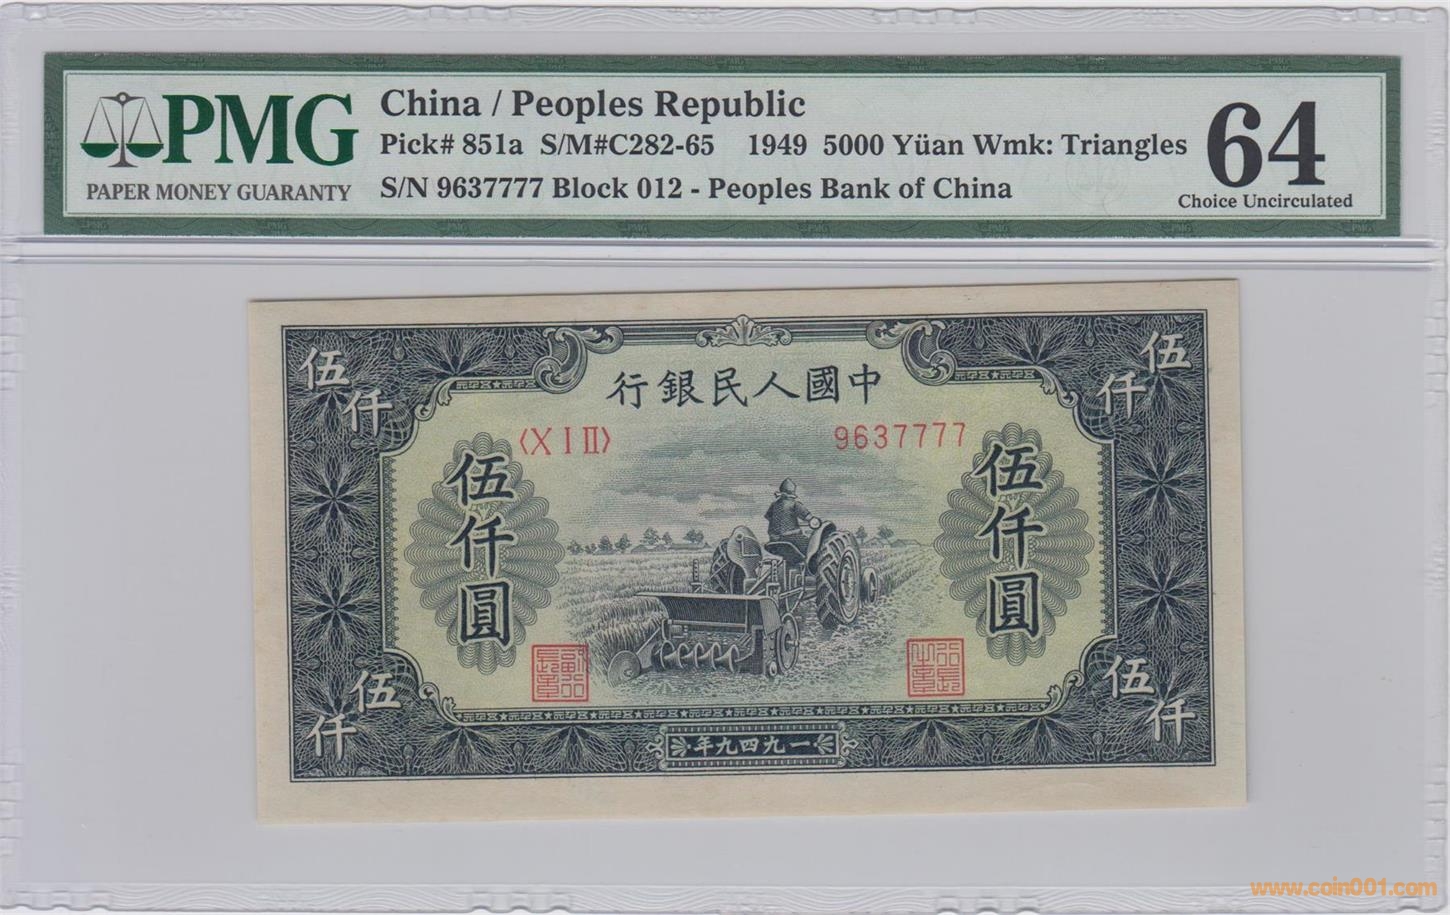 PMG
PAPER MONEY GUARANTY
China / Peoples Republic
Pick# 851a S/M#C282-65 1949 5000 Yüan Wmk: Triangles
S/N 9637777 Block 012 - Peoples Bank of China
64
Choice Uncirculated
伍仟
伍仟
行銀民人國中
〈X I II〉
9637777
伍仟圓
伍仟圓
伍仟
伍仟
年九四九一
www.coin001.com